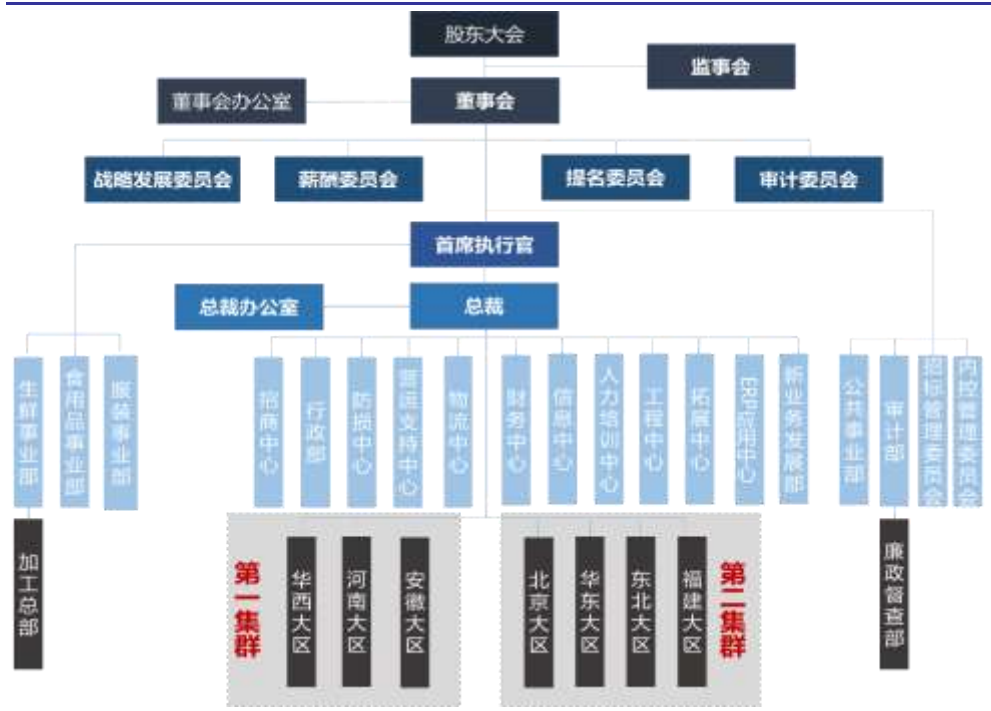 股东大会
监事会
董事会办公室
董事会
战略发展委员会
薪酬委员会
提名委员会
审计委员会
首席执行官
总裁办公室
总裁
生鲜事业部
食用品事业部
服装事业部
招商中心
行政部
防损中心
营运支持中心
物流中心
财务中心
信息中心
人力培训中心
工程中心
拓展中心
ERP应用中心
新业务发展部
公共事业部
审计部
招标管理委员会
内控管理委员会
加工总部
第一集群
华西大区
河南大区
安徽大区
北京大区
华东大区
东北大区
福建大区
第二集群
廉政督查部